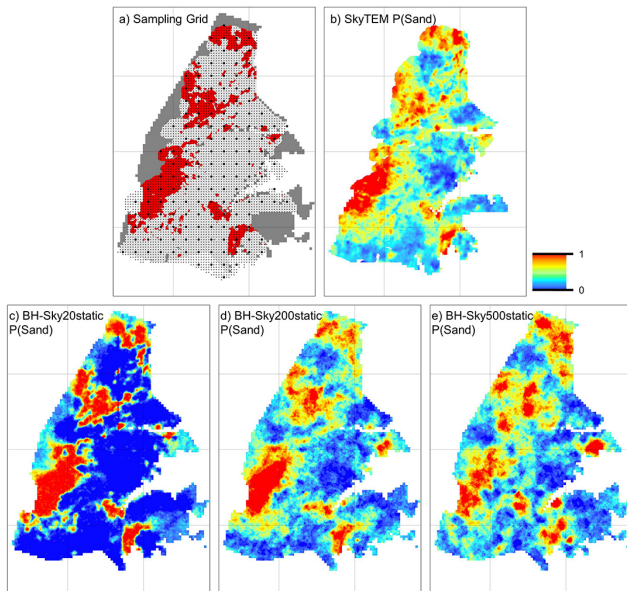 a) Sampling Grid
b) SkyTEM P(Sand)
1
0
c) BH-Sky20static
P(Sand)
d) BH-Sky200static
P(Sand)
e) BH-Sky500static
P(Sand)